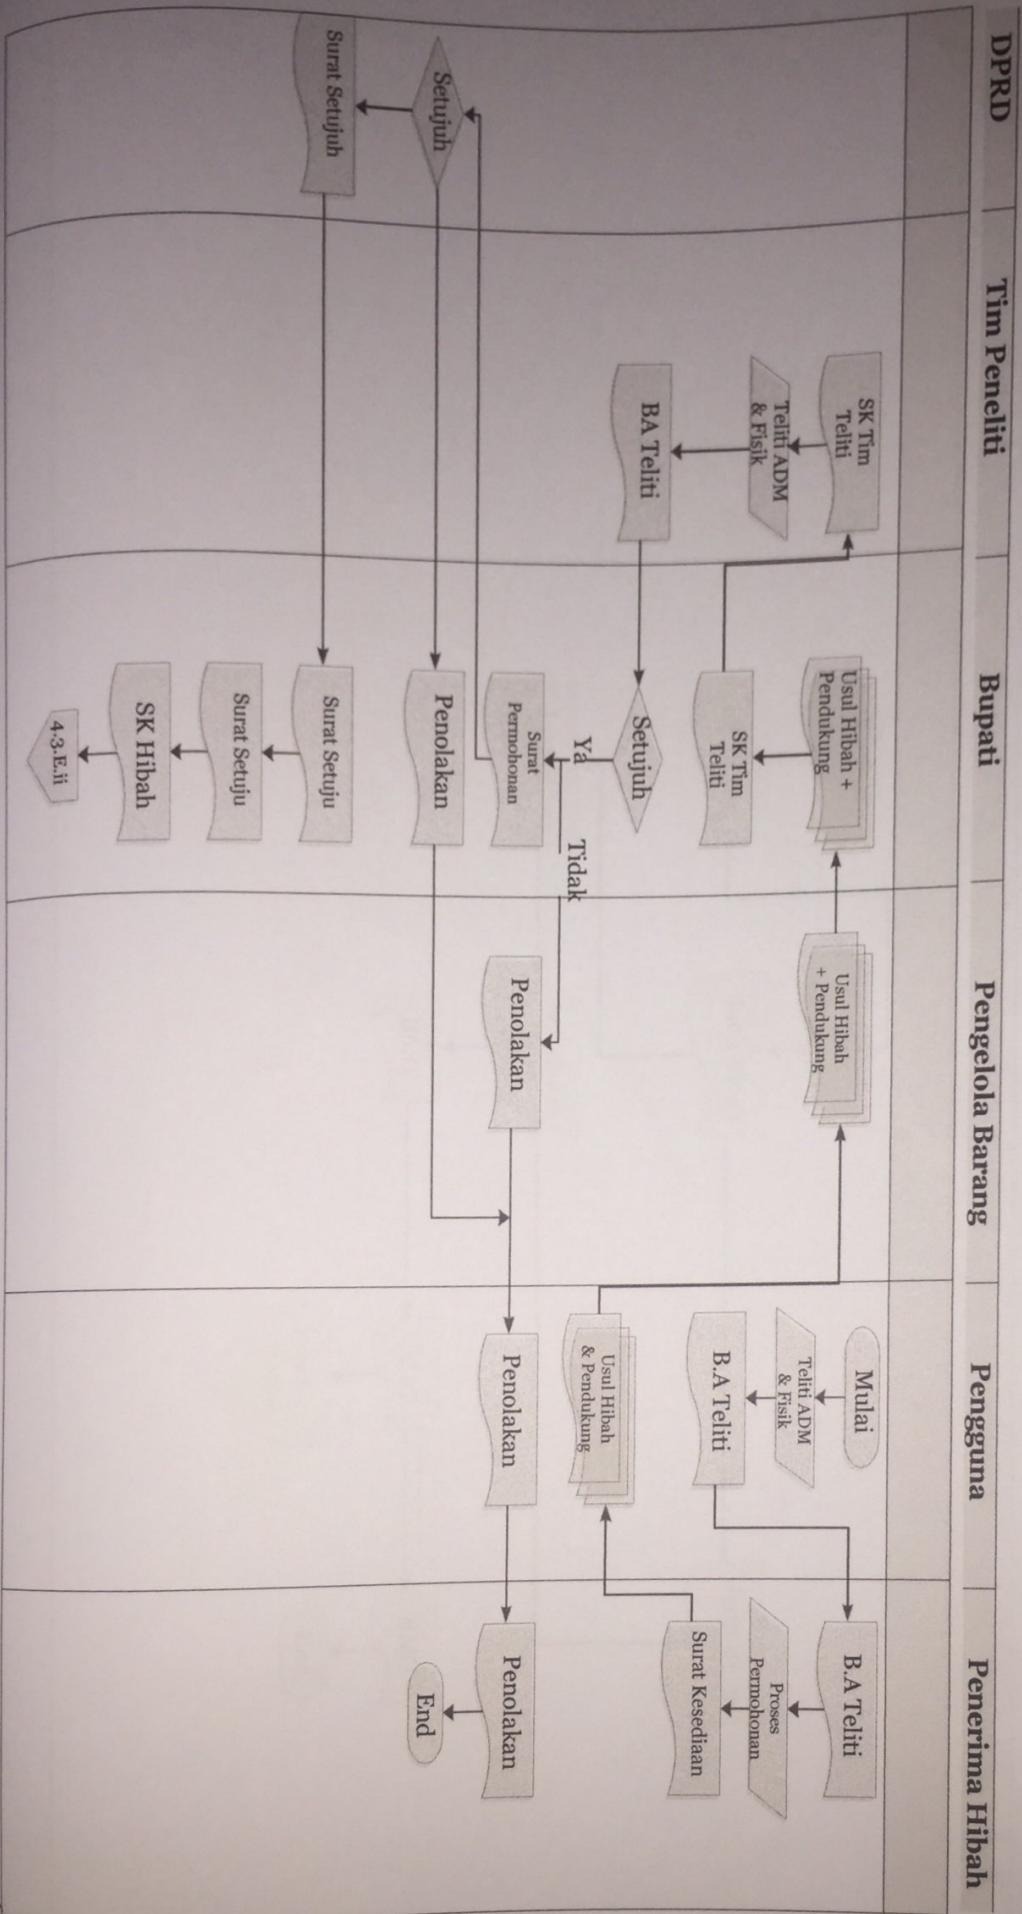 DPRD
Tim Peneliti
Bupati
Pengelola Barang
Pengguna
Penerima Hibah
Setujuh
Surat Setujuh
SK Tim
Teliti
Teliti ADM
& Fisik
BA Teliti
Usul Hibah +
Pendukung
SK Tim
Teliti
Setujuh
Ya
Tidak
Surat
Permohonan
Penolakan
Surat Setuju
Surat Setuju
SK Hibah
4.3.E.ii
Usul Hibah
+ Pendukung
Penolakan
Mulai
Teliti ADM
& Fisik
B.A Teliti
Usul Hibah
& Pendukung
Penolakan
B.A Teliti
Proses
Permohonan
Surat Kesediaan
Penolakan
End